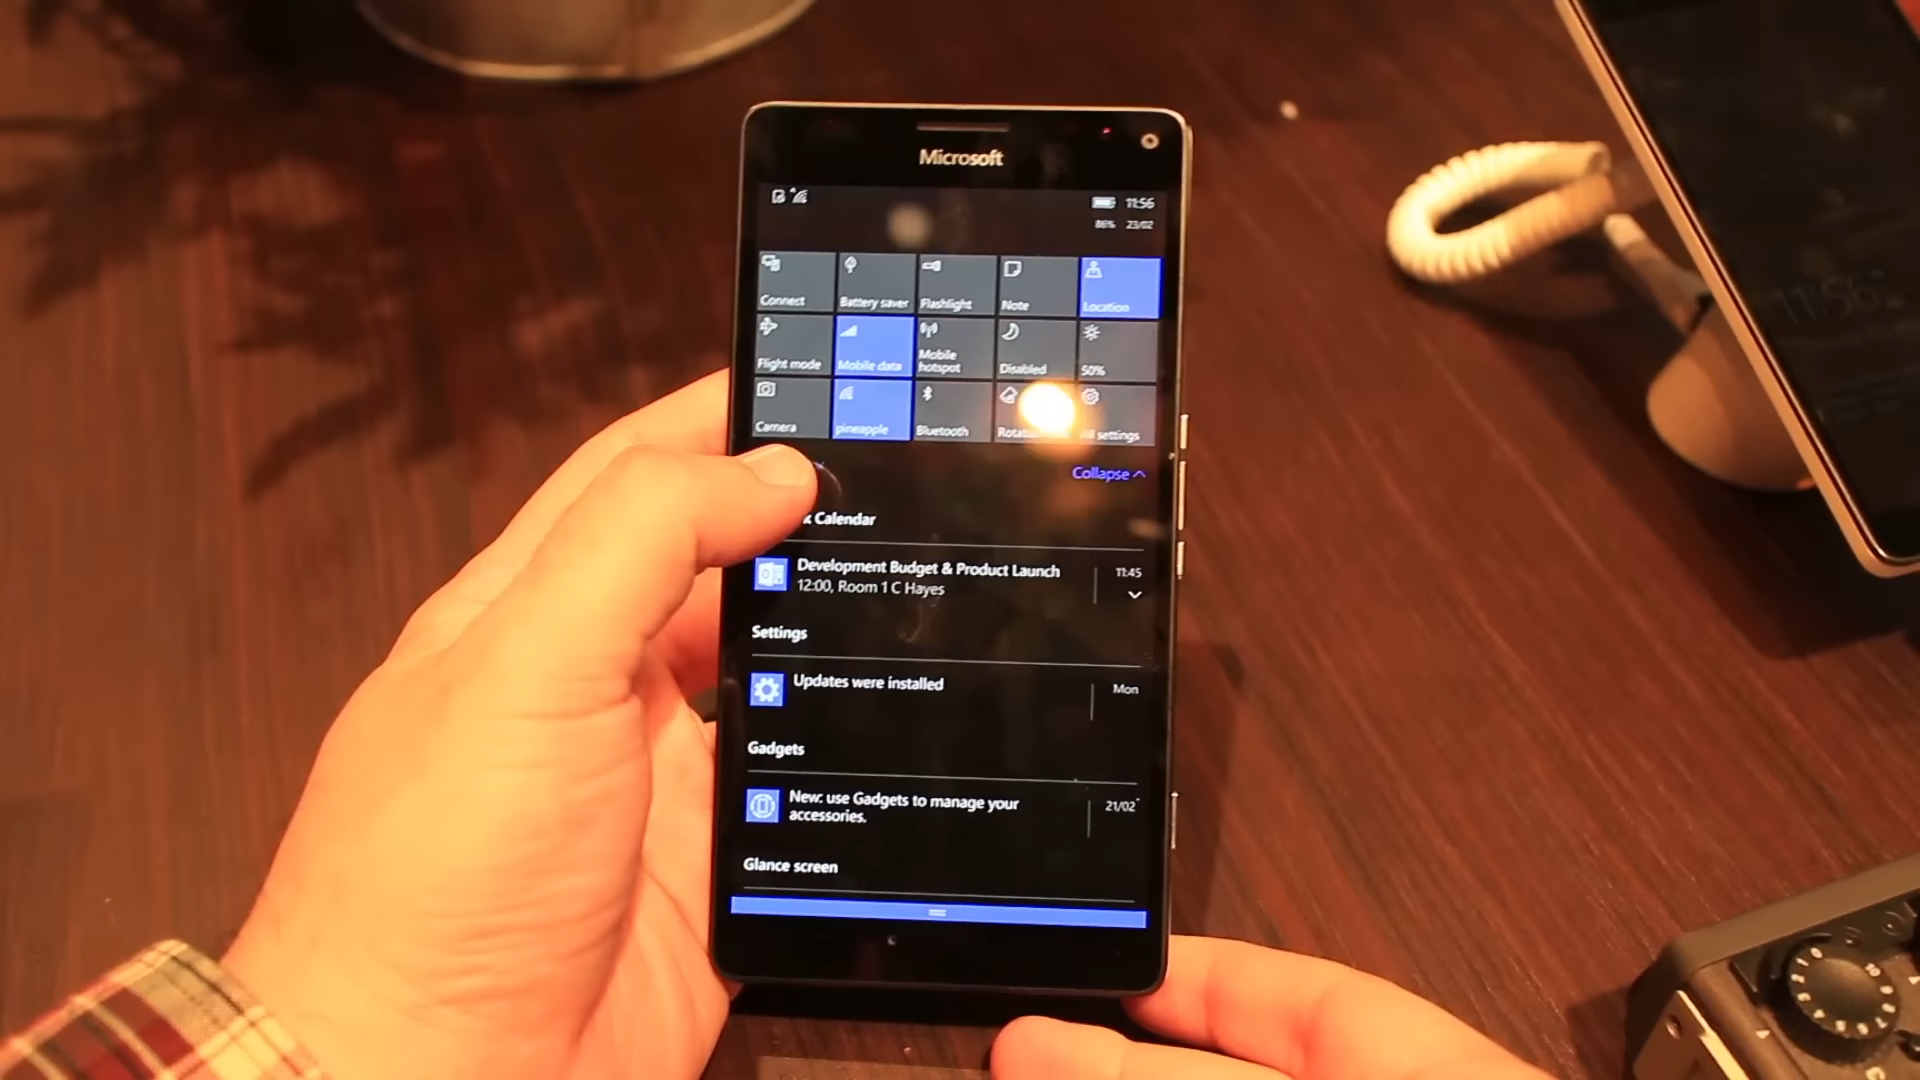 Microsoft
11:56
86% 23/02
Connect Battery saver Flashlight Note Location
Flight mode Mobile data Mobile hotspot Disabled 50%
Camera pineapple Bluetooth settings
Collapse
Calendar
Development Budget & Product Launch 11:45
12:00, Room 1 C Hayes
Settings
Updates were installed Mon
Gadgets
New: use Gadgets to manage your 21/02
accessories.
Glance screen
11:56